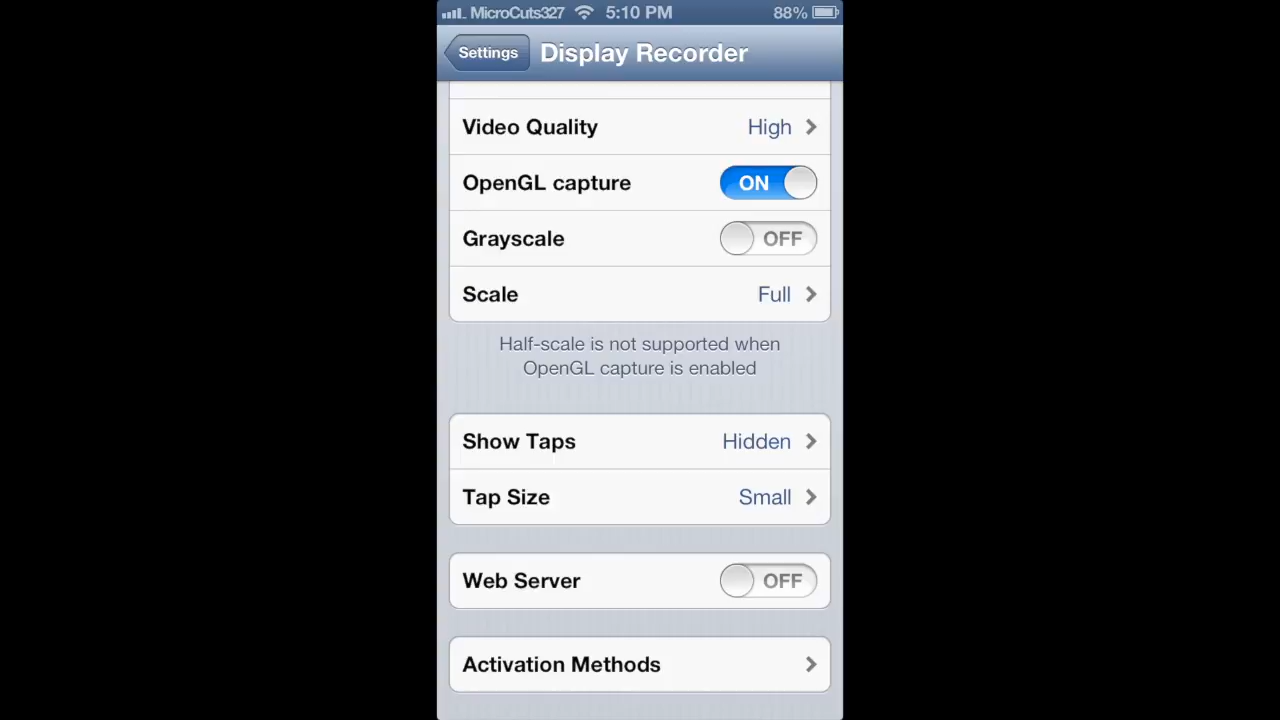 MicroCuts327 5:10 PM 88%
Settings Display Recorder
Video Quality High
OpenGL capture ON
Grayscale OFF
Scale Full
Half-scale is not supported when
OpenGL capture is enabled
Show Taps Hidden
Tap Size Small
Web Server OFF
Activation Methods